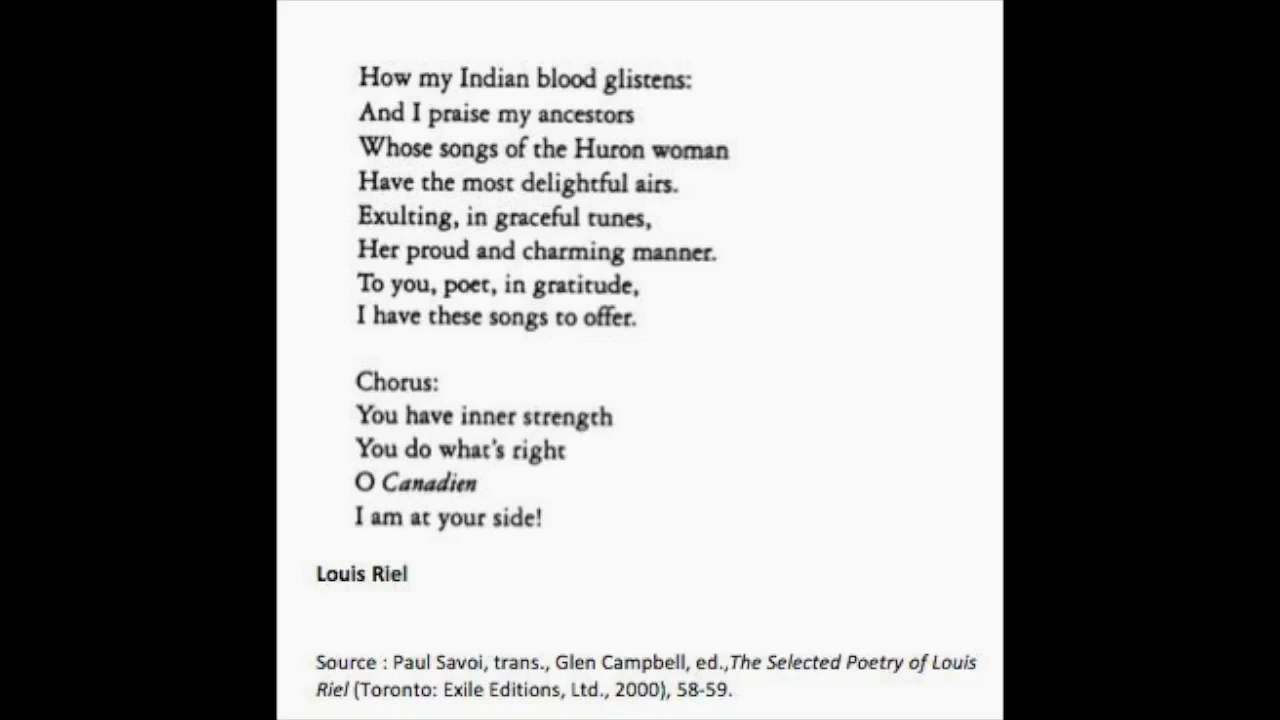 How my Indian blood glistens:
And I praise my ancestors
Whose songs of the Huron woman
Have the most delightful airs.
Exulting, in graceful tunes,
Her proud and charming manner.
To you, poet, in gratitude,
I have these songs to offer.
Chorus:
You have inner strength
You do what's right
O Canadien
I am at your side!
Louis Riel
Source : Paul Savoi, trans., Glen Campbell, ed.,The Selected Poetry of Louis
Riel (Toronto: Exile Editions, Ltd., 2000), 58-59.